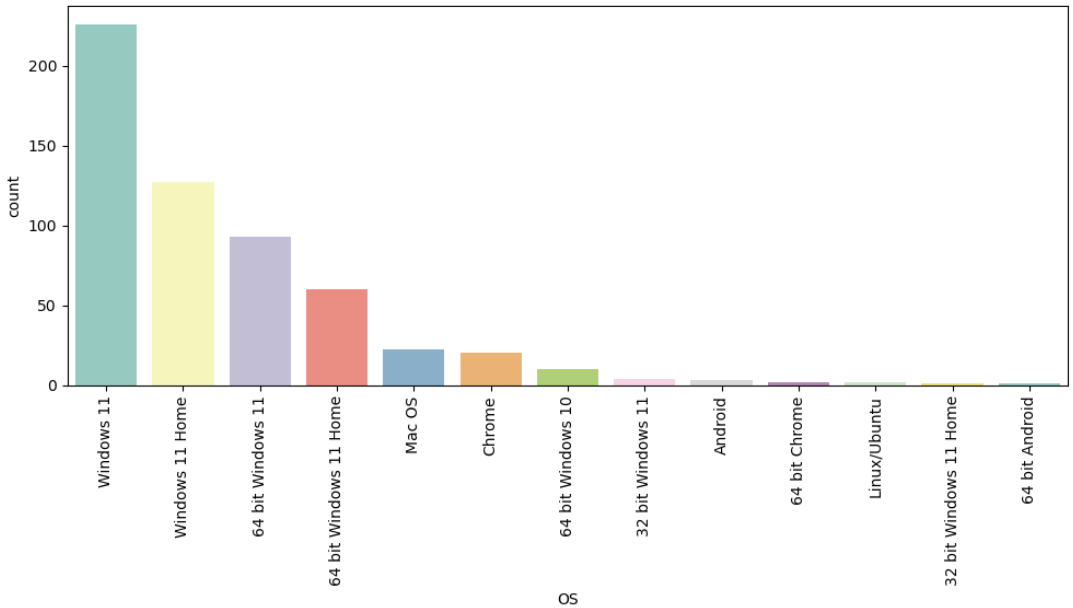 200
150
100
50
0
count
Windows 11
Windows 11 Home
64 bit Windows 11
64 bit Windows 11 Home
Mac OS
Chrome
64 bit Windows 10
32 bit Windows 11
Android
64 bit Chrome
Linux/Ubuntu
32 bit Windows 11 Home
64 bit Android
OS